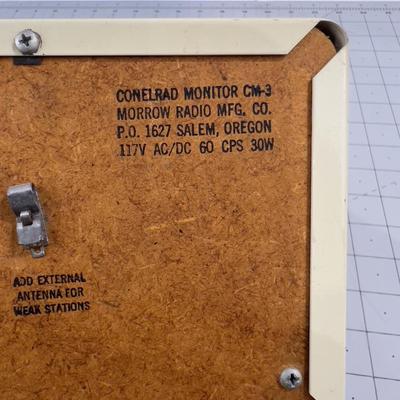 CONELRAD MONITOR CM-3
MORROW RADIO MFG. CO.
P.O. 1627 SALEM, OREGON
117V AC/DC 60 CPS 30W
ADD EXTERNAL
ANTENNA FOR
WEAK STATIONS